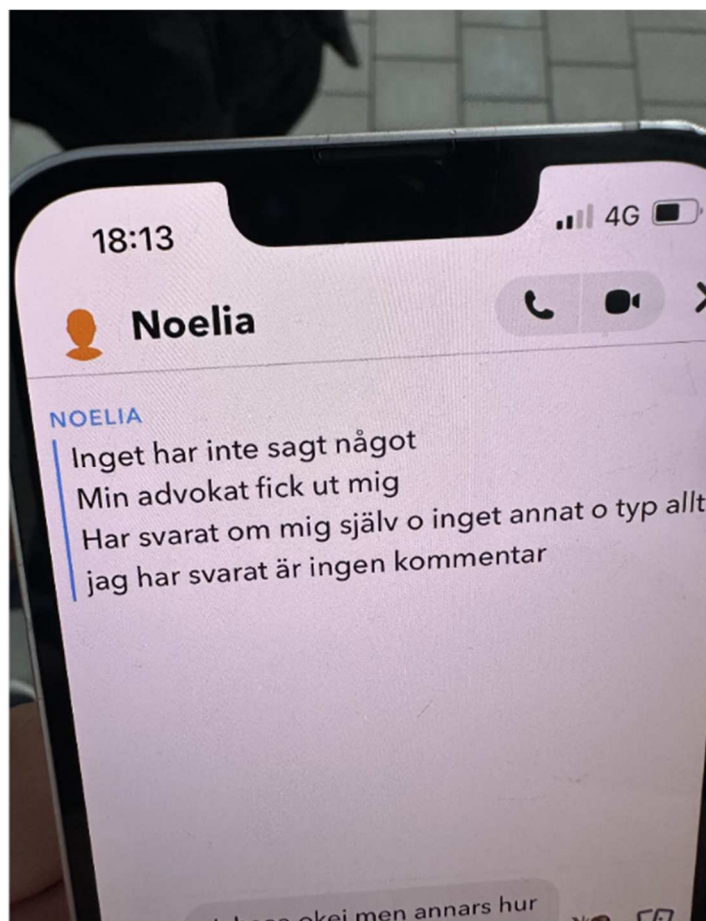 18:13
4G
Noelia
NOELIA
Inget har inte sagt något
Min advokat fick ut mig
Har svarat om mig själv o inget annat o typ allt
jag har svarat är ingen kommentar
okej men annars hur